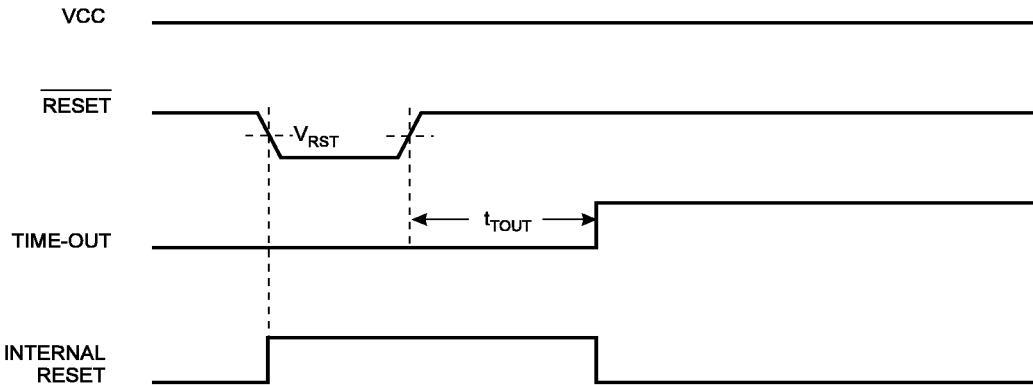 VCC
RESET
VRST
tTOUT
TIME-OUT
INTERNAL
RESET